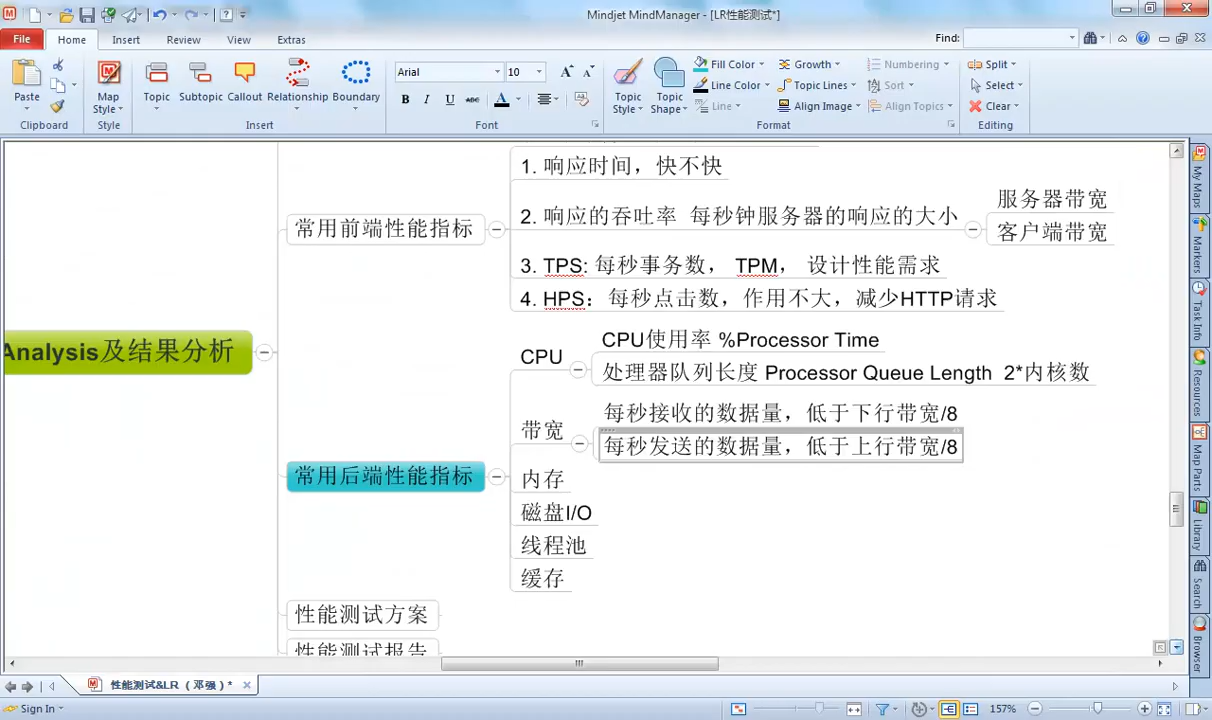 Mindjet MindManager - [LR性能测试*]
File
Home
Insert
Review
View
Extras
Find:
Paste
Map Style
Topic
Subtopic
Callout
Relationship
Boundary
Arial
10
Topic Style
Topic Shape
Fill Color
Line Color
Line
Growth
Topic Lines
Align Image
Numbering
Sort
Align Topics
Split
Select
Clear
Clipboard
Style
Insert
Font
Format
Editing
1. 响应时间，快不快
常用前端性能指标
2. 响应的吞吐率 每秒钟服务器的响应的大小
服务器带宽
客户端带宽
3. TPS: 每秒事务数， TPM， 设计性能需求
4. HPS：每秒点击数，作用不大，减少HTTP请求
Analysis及结果分析
CPU
CPU使用率 %Processor Time
处理器队列长度 Processor Queue Length 2*内核数
带宽
每秒接收的数据量，低于下行带宽/8
每秒发送的数据量，低于上行带宽/8
常用后端性能指标
内存
磁盘I/O
线程池
缓存
性能测试方案
性能测试报告
My Maps
Markers
Task Info
Resources
Map Parts
Library
Search
Browser
性能测试&LR （邓强）*
Sign In
157%